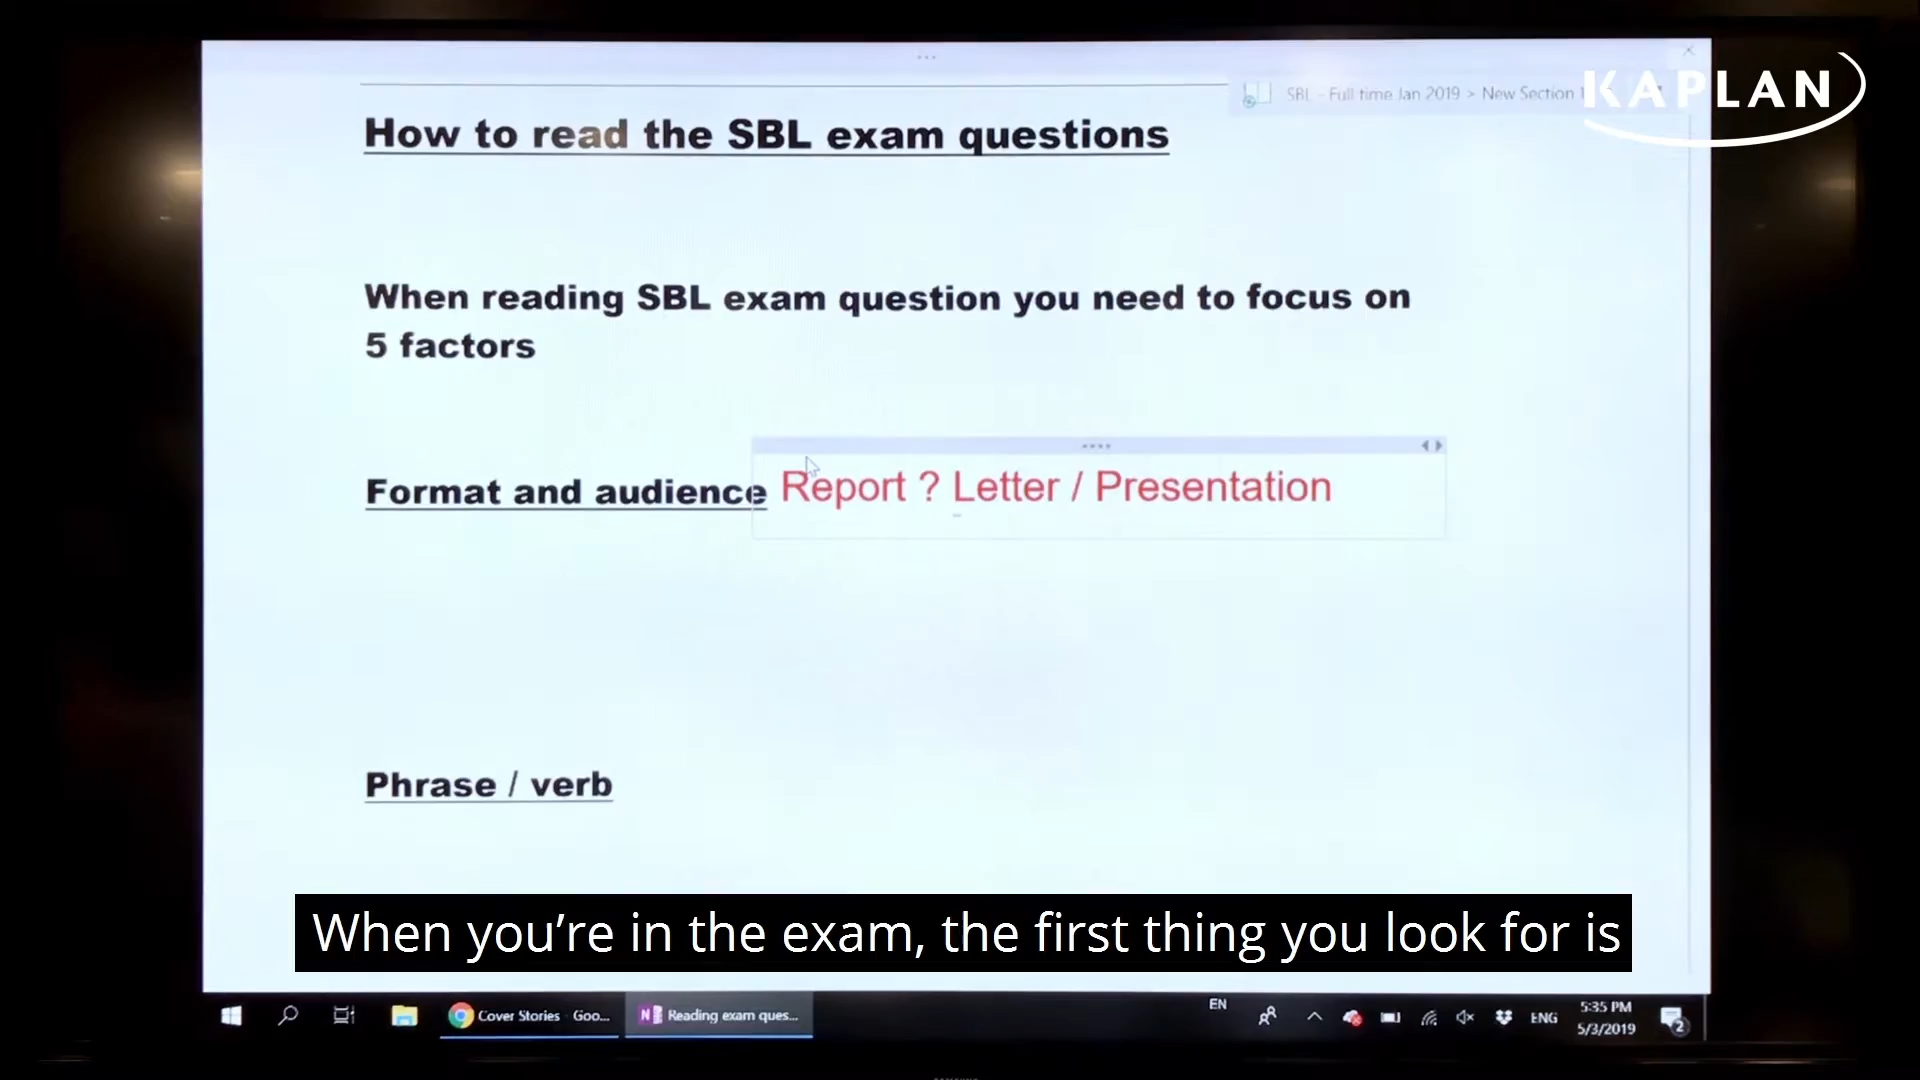 KAPLAN
SBL - Full time Jan 2019 > New Section 1
How to read the SBL exam questions
When reading SBL exam question you need to focus on
5 factors
Format and audience
Report ? Letter / Presentation
Phrase / verb
When you’re in the exam, the first thing you look for is
Cover Stories Goo...
N
Reading exam ques...
EN
ENG
5:35 PM
5/3/2019
2